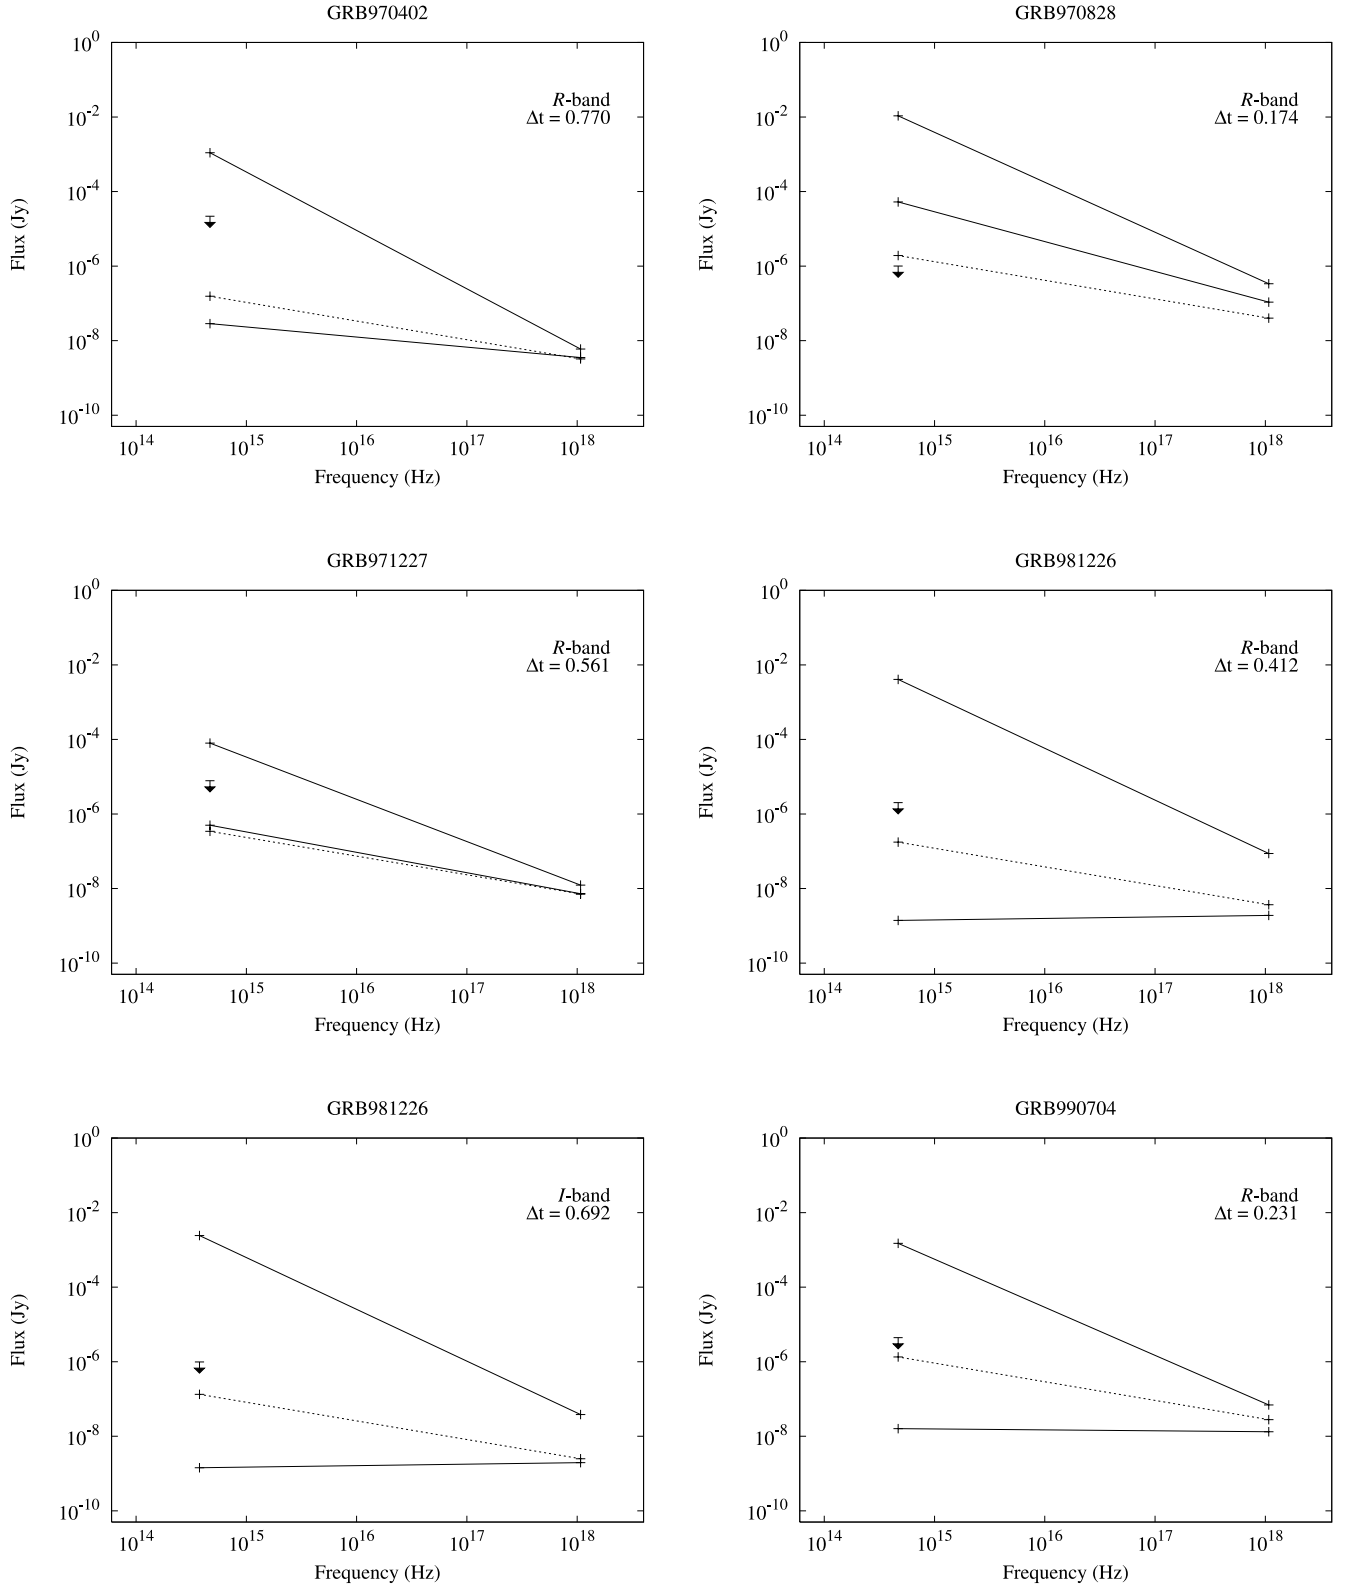 GRB970402
10^0
10^-2
10^-4
10^-6
10^-8
10^-10
Flux (Jy)
R-band
Δt = 0.770
10^14 10^15 10^16 10^17 10^18
Frequency (Hz)
GRB970828
10^0
10^-2
10^-4
10^-6
10^-8
10^-10
Flux (Jy)
R-band
Δt = 0.174
10^14 10^15 10^16 10^17 10^18
Frequency (Hz)
GRB971227
10^0
10^-2
10^-4
10^-6
10^-8
10^-10
Flux (Jy)
R-band
Δt = 0.561
10^14 10^15 10^16 10^17 10^18
Frequency (Hz)
GRB981226
10^0
10^-2
10^-4
10^-6
10^-8
10^-10
Flux (Jy)
R-band
Δt = 0.412
10^14 10^15 10^16 10^17 10^18
Frequency (Hz)
GRB981226
10^0
10^-2
10^-4
10^-6
10^-8
10^-10
Flux (Jy)
I-band
Δt = 0.692
10^14 10^15 10^16 10^17 10^18
Frequency (Hz)
GRB990704
10^0
10^-2
10^-4
10^-6
10^-8
10^-10
Flux (Jy)
R-band
Δt = 0.231
10^14 10^15 10^16 10^17 10^18
Frequency (Hz)